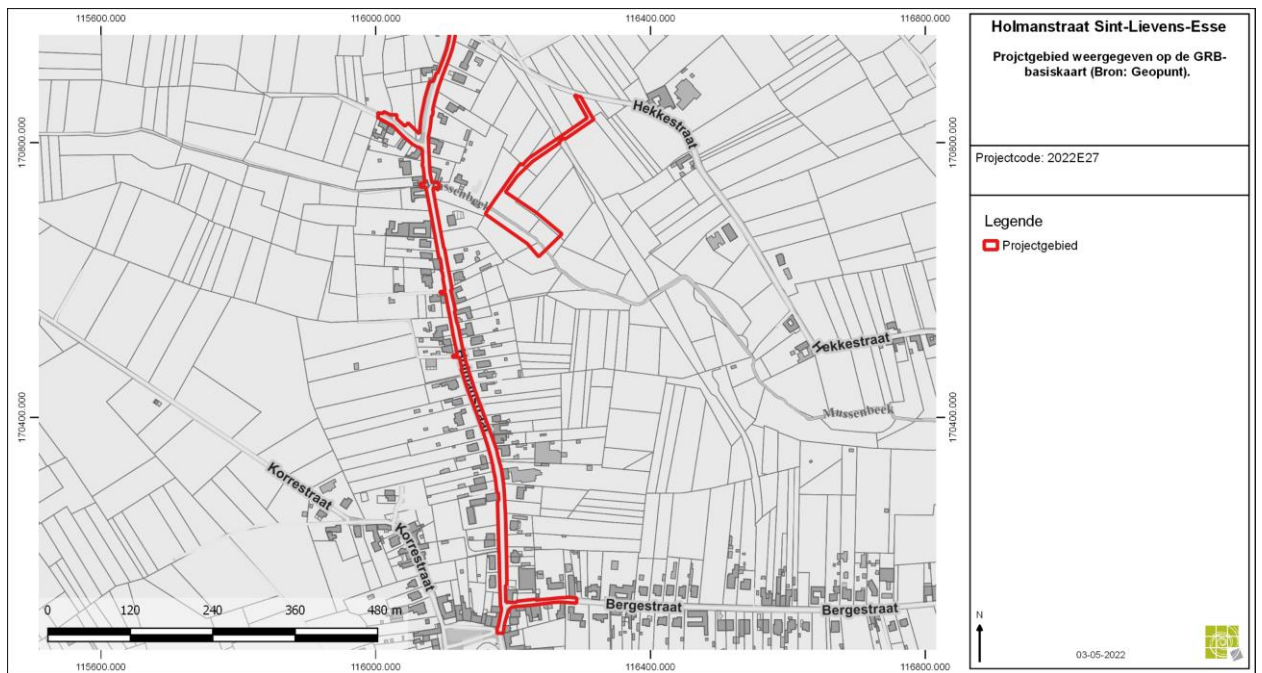 115600.000 116000.000 116400.000 116800.000
Holmanstraat Sint-Lievens-Esse
Projctgebied weergegeven op de GRB-
basiskaart (Bron: Geopunt).
Projectcode: 2022E27
Legende
Projectgebied
170800.000
170800.000
Hekkestraat
Hekkestraat
Mussenbeek
170400.000
170400.000
Korrestraat
Korrestraat
Bergestraat
Bergestraat
0 120 240 360 480 m
N
03-05-2022
115600.000 116000.000 116400.000 116800.000